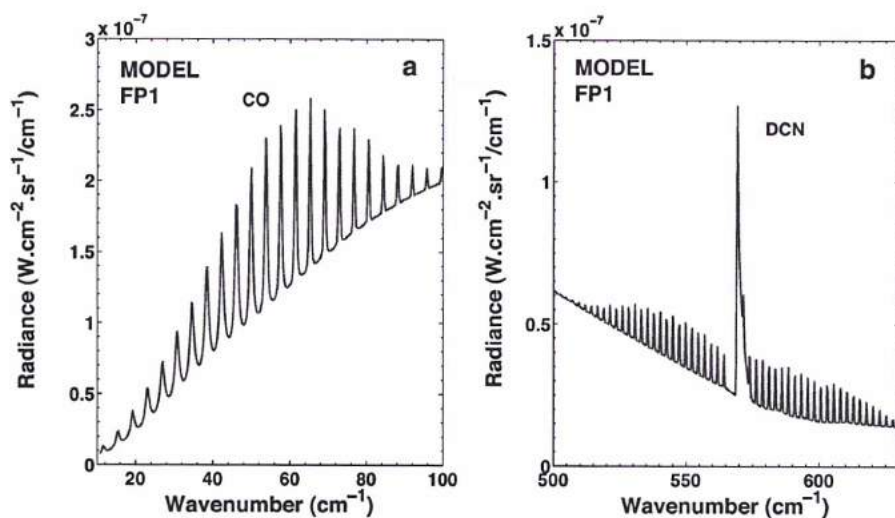 x 10⁻⁷
3
2.5
2
1.5
1
0.5
0
20 40 60 80 100
Wavenumber (cm⁻¹)
Radiance (W.cm⁻².sr⁻¹/cm⁻¹)
MODEL
FP1
CO
a
x 10⁻⁷
1.5
1
0.5
0
500 550 600
Wavenumber (cm⁻¹)
Radiance (W.cm⁻².sr⁻¹/cm⁻¹)
MODEL
FP1
DCN
b